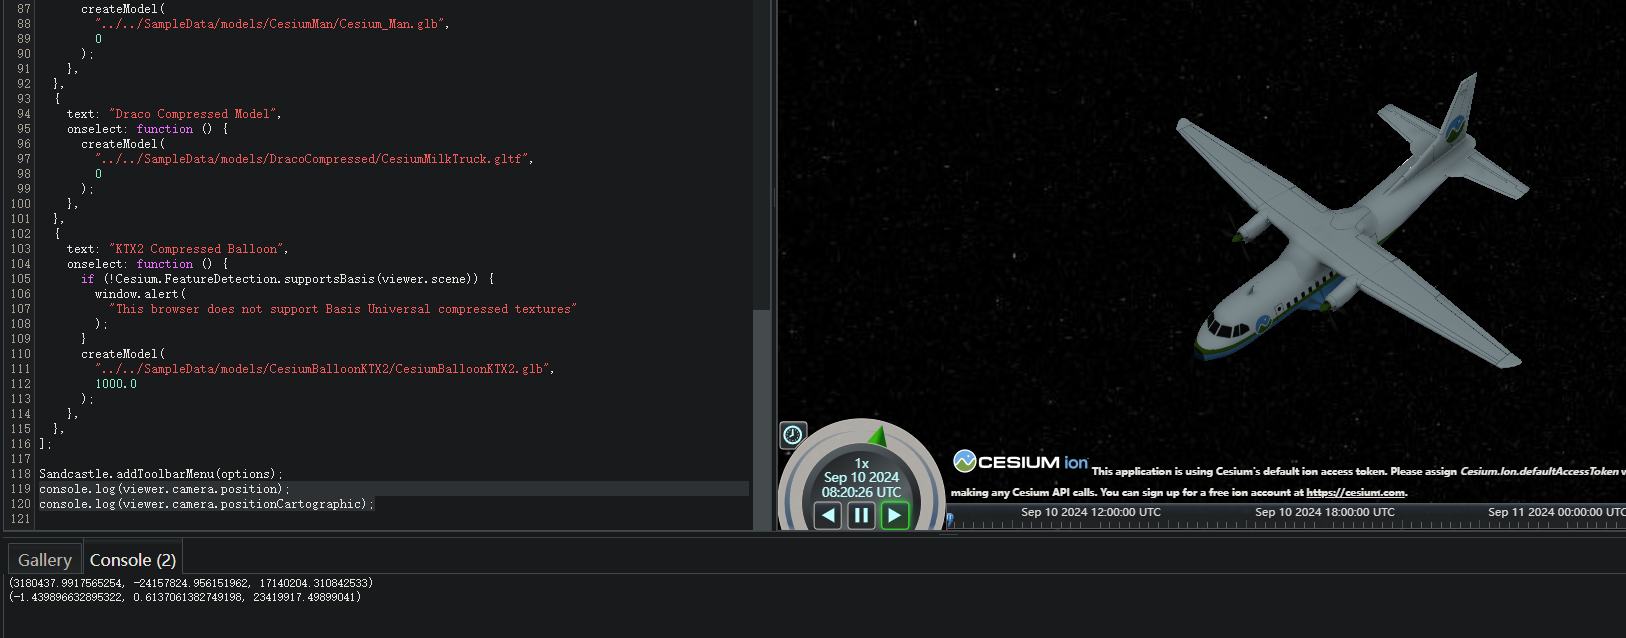 87 createModel(
88 "../../SampleData/models/CesiumMan/Cesium_Man.glb",
89 0
90 );
91 },
92 },
93 {
94 text: "Draco Compressed Model",
95 onselect: function () {
96 createModel(
97 "../../SampleData/models/DracoCompressed/CesiumMilkTruck.gltf",
98 0
99 );
100 },
101 },
102 {
103 text: "KTX2 Compressed Balloon",
104 onselect: function () {
105 if (!Cesium.FeatureDetection.supportsBasis(viewer.scene)) {
106 window.alert(
107 "This browser does not support Basis Universal compressed textures"
108 );
109 }
110 createModel(
111 "../../SampleData/models/CesiumBalloonKTX2/CesiumBalloonKTX2.glb",
112 1000.0
113 );
114 },
115 },
116 ];
117
118 Sandcastle.addToolbarMenu(options);
119 console.log(viewer.camera.position);
120 console.log(viewer.camera.positionCartographic);
121
1x
Sep 10 2024
08:20:26 UTC
CESIUM ion This application is using Cesium's default ion access token. Please assign Cesium.Ion.defaultAccessToken
making any Cesium API calls. You can sign up for a free ion account at https://cesium.com.
Sep 10 2024 12:00:00 UTC Sep 10 2024 18:00:00 UTC Sep 11 2024 00:00:00 UTC
Gallery Console (2)
(3180437.9917565254, -24157824.956151962, 17140204.310842533)
(-1.439896632895322, 0.6137061382749198, 23419917.49899041)